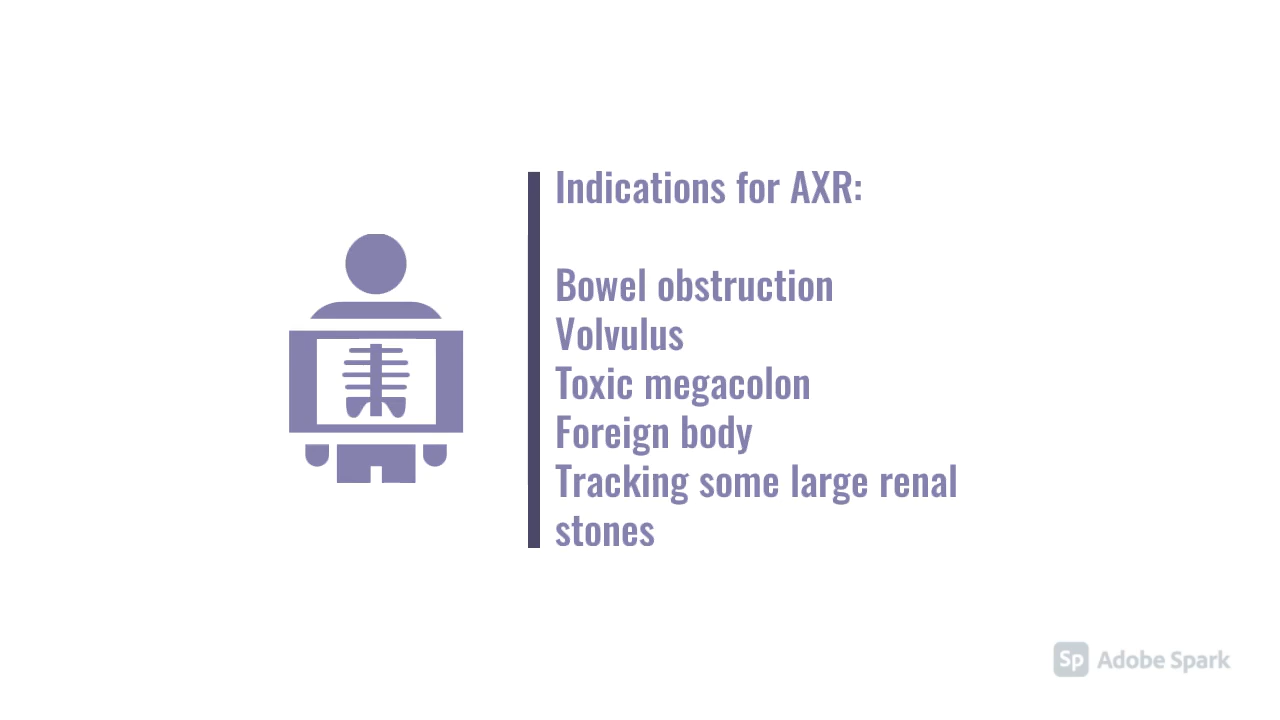 Indications for AXR:
Bowel obstruction
Volvulus
Toxic megacolon
Foreign body
Tracking some large renal
stones
Sp Adobe Spark